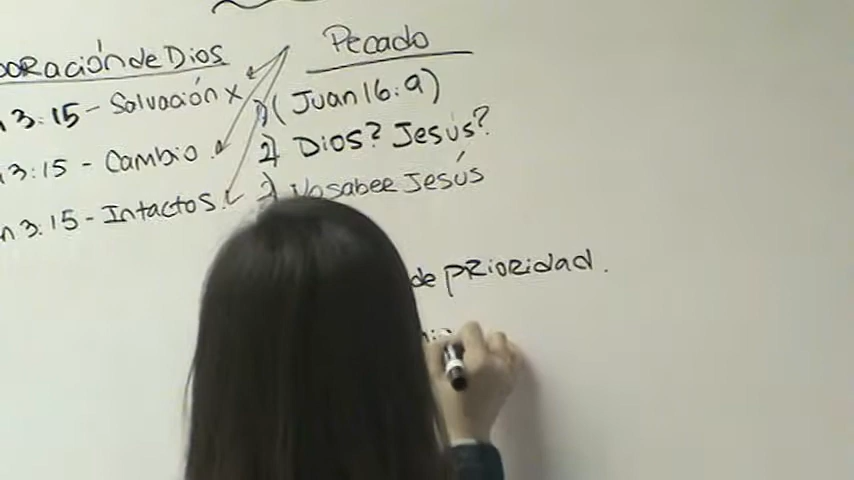 ORación de Dios
3:15 - Salvación x
3:15 - Cambio.
n 3:15 - Intactos.
Pecado
1) (Juan 16:9)
2) Dios? Jesús?
3) No sabee Jesús
de PRioRidad.